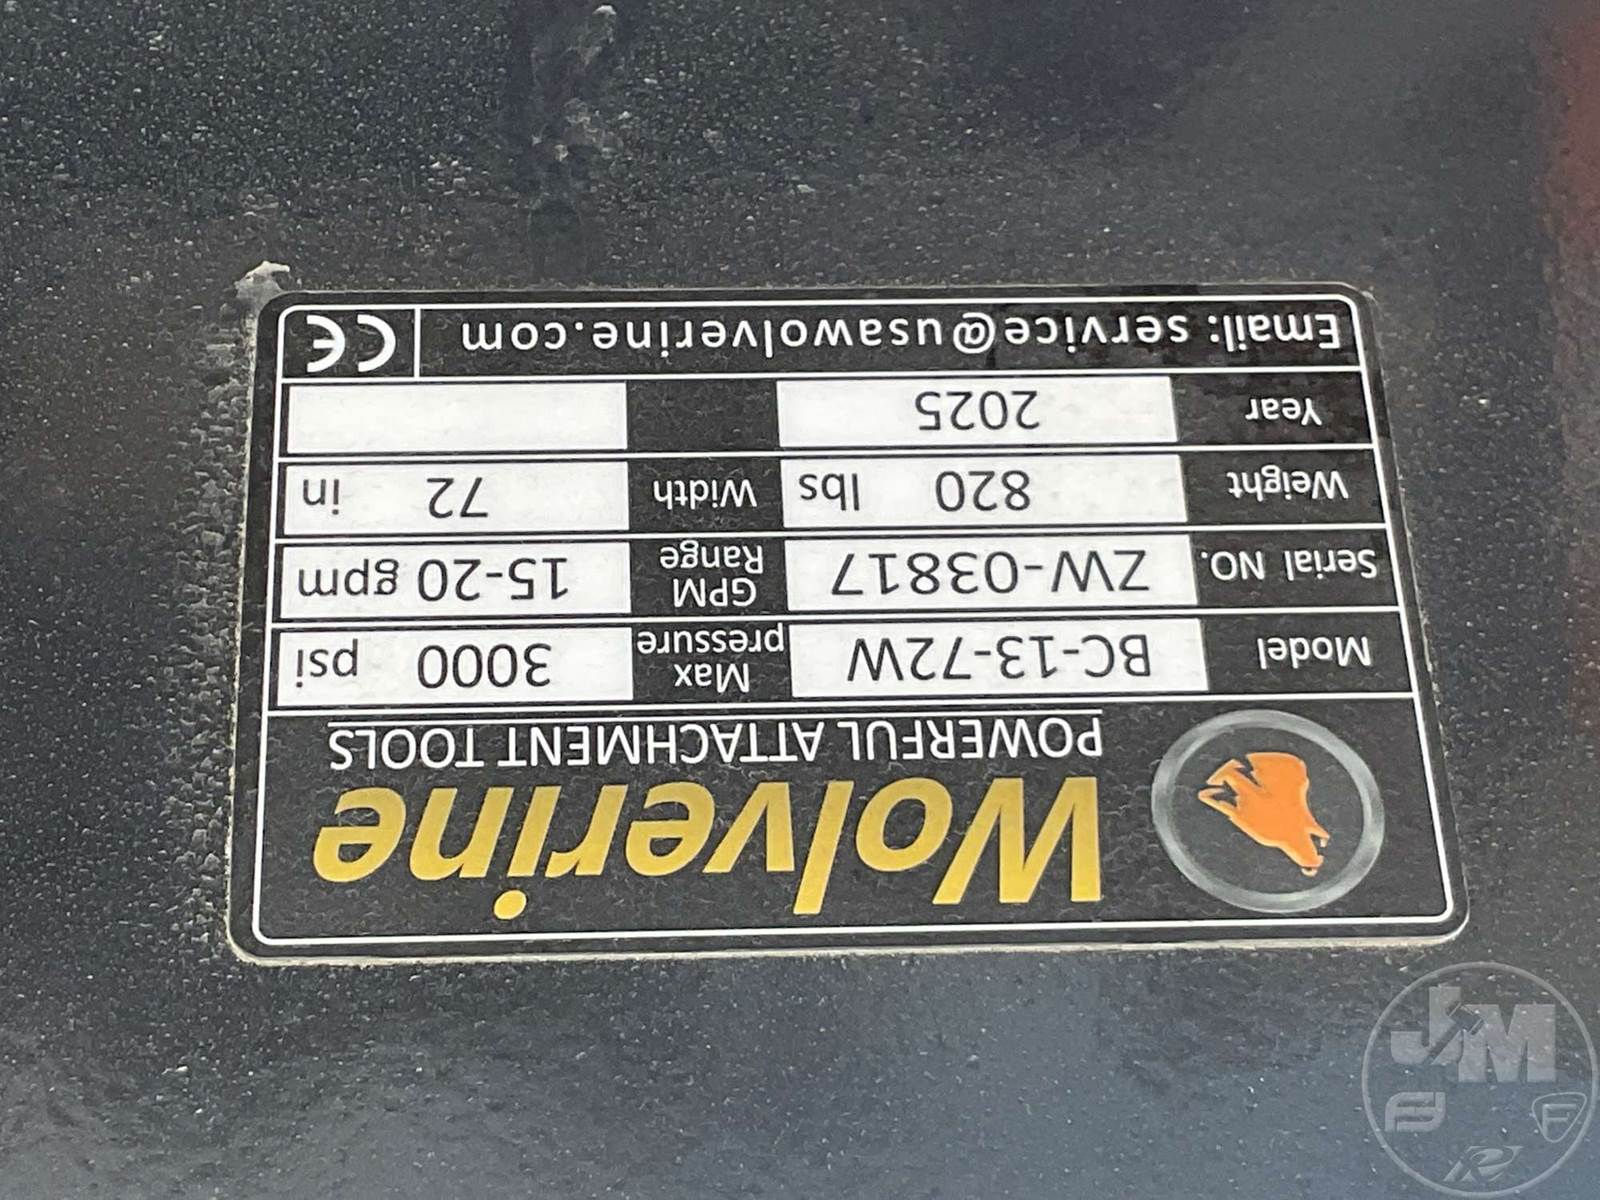 Wolverine
POWERFUL ATTACHMENT TOOLS
Model BC-13-72W Max pressure 3000 psi
Serial NO. ZW-03817 GPM Range 15-20 gpm
Weight 820 lbs Width 72 in
Year 2025
Email: service@usawolverine.com CE
JM